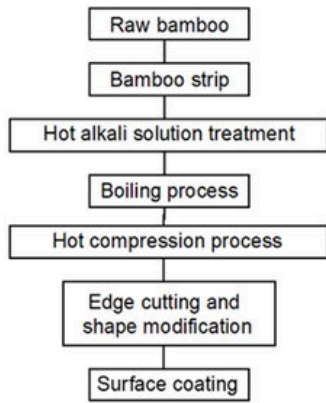 Raw bamboo
Bamboo strip
Hot alkali solution treatment
Boiling process
Hot compression process
Edge cutting and
shape modification
Surface coating